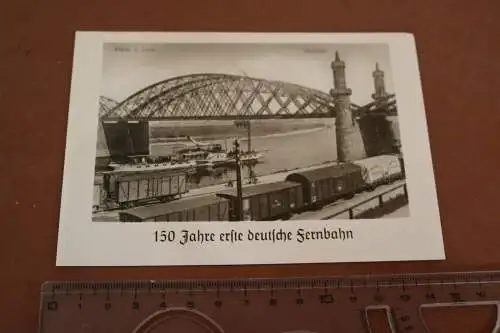 150 Jahre erste deutsche Fernbahn